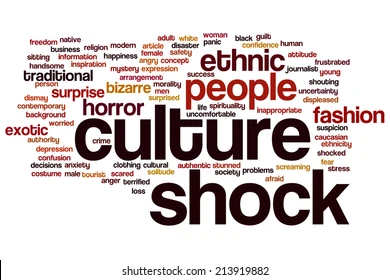 freedom native adult white woman black guilt
business religion modern article disaster panic confidence human
sitting information happiness female safety ethnic attitude
handsome inspiration angry concept journalist frustrated
traditional mystery expression success young
person arrangement people uncertainty shouting
surprise bizarre morality men displeased
dismay horror surprised life spirituality inappropriate fashion
contemporary uncomfortable
background worried suspicion
exotic culture caucasian
authority crime ethnicity
depression shocked
confusion clothing cultural authentic stunned screaming fear
decisions anxiety society problems stress
costume male tourist scared solitude afraid
anger terrified
loss shock
shutterstock.com · 213919882